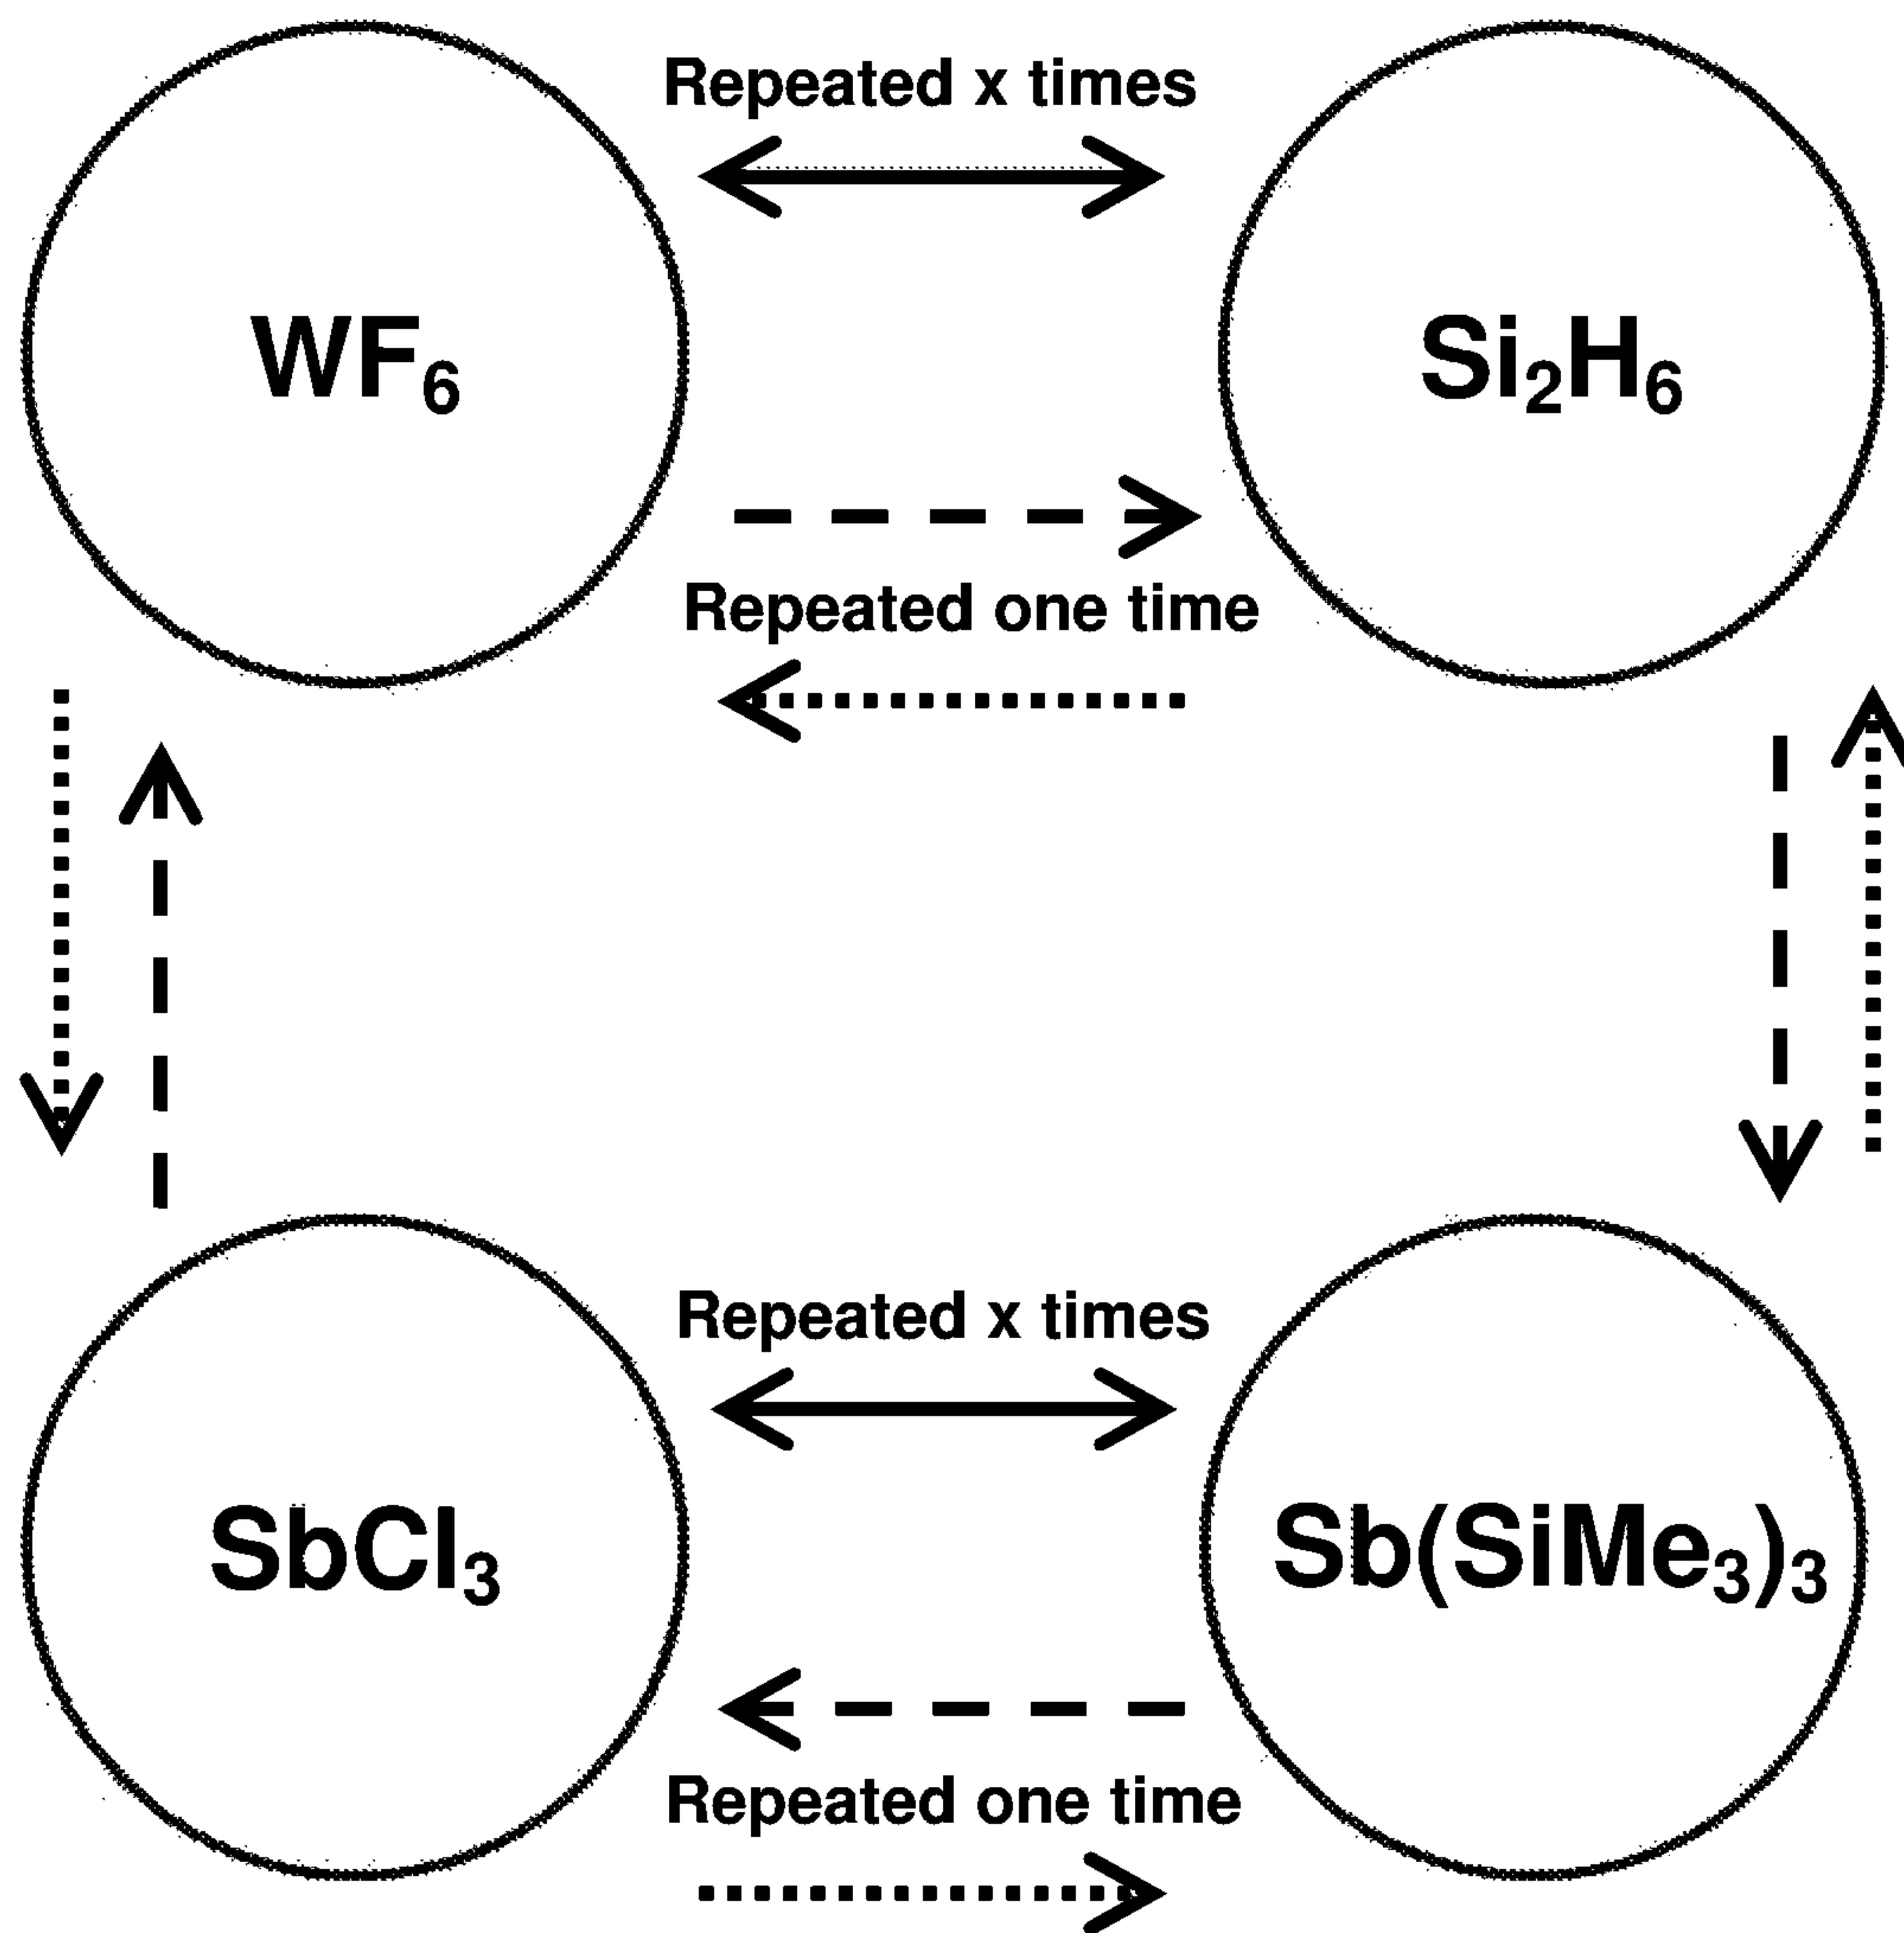 Repeated x times
WF₆
Si₂H₆
Repeated one time
Repeated x times
SbCl₃
Sb(SiMe₃)₃
Repeated one time